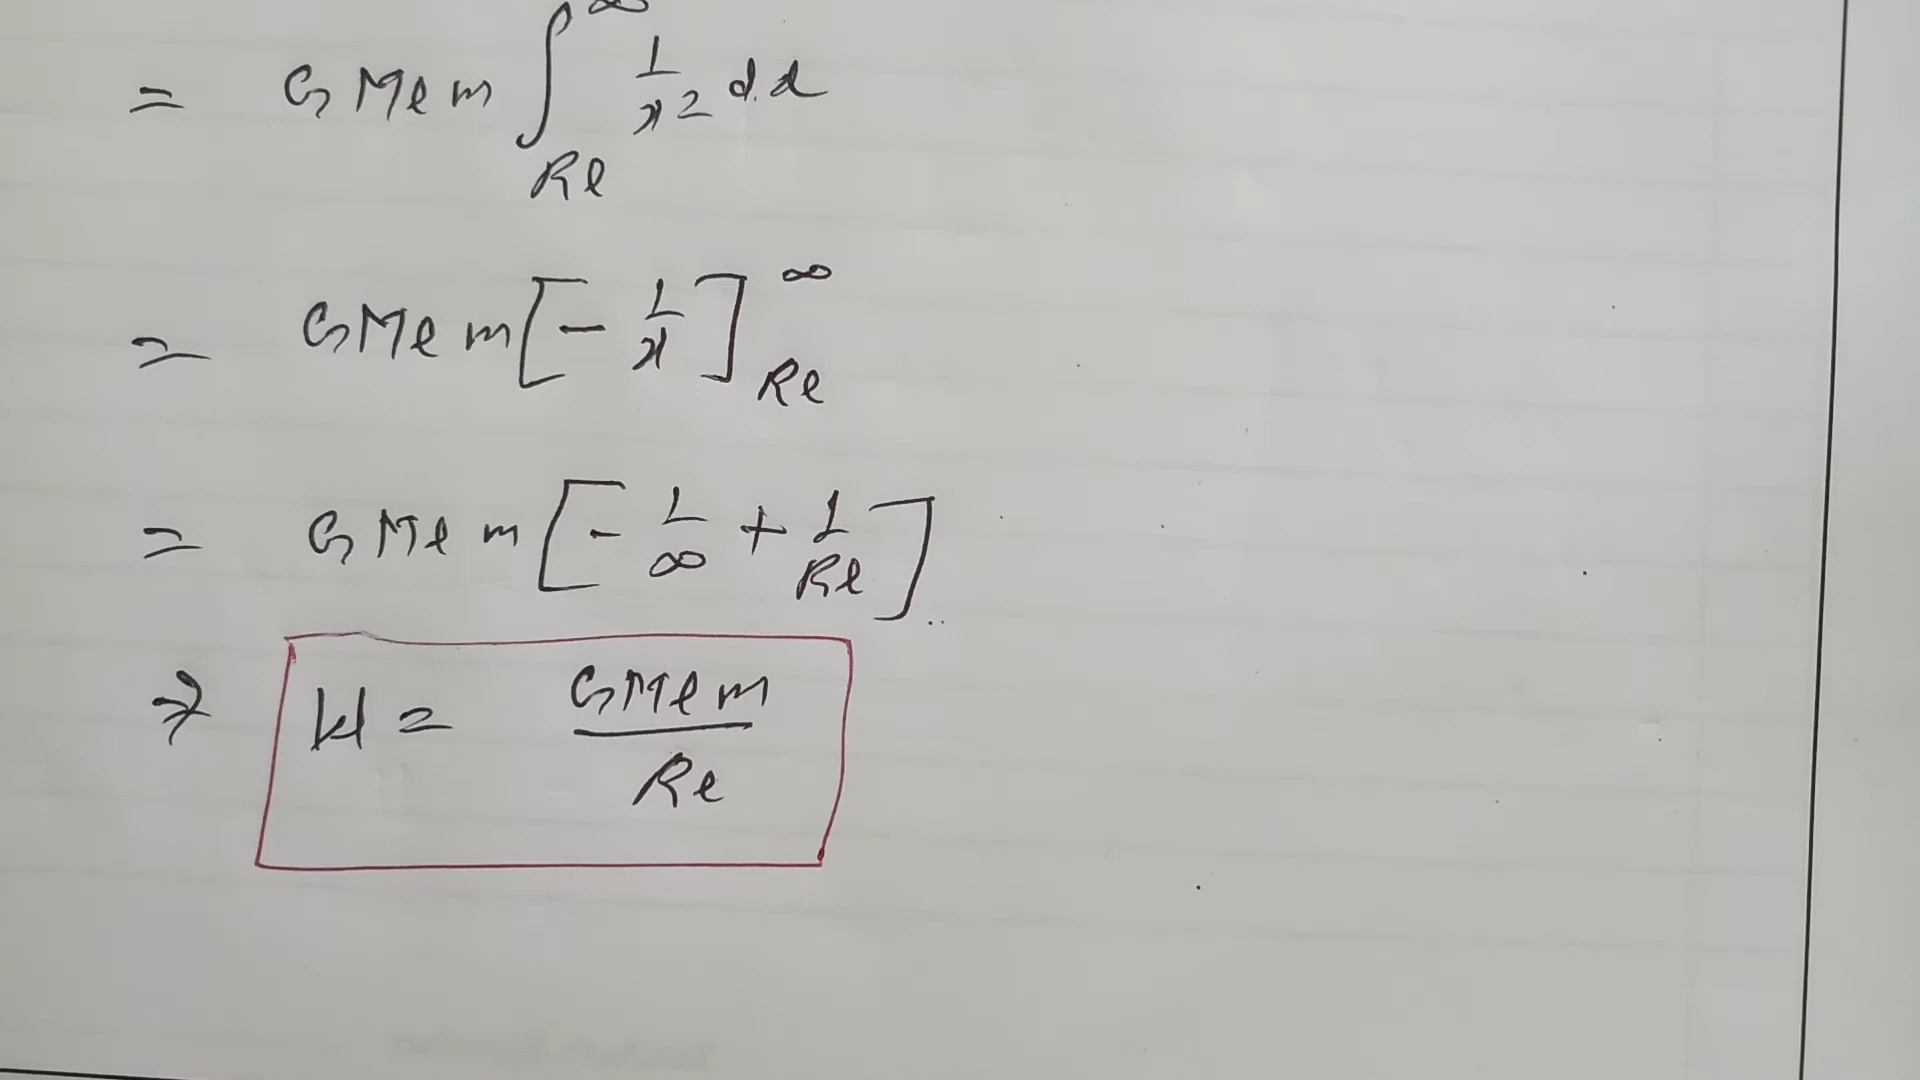 = GMem ∫_Re^∞ 1/x² dx
= GMem [- 1/x]_Re^∞
= GMem [- 1/∞ + 1/Re]
⇒ W = GMem/Re